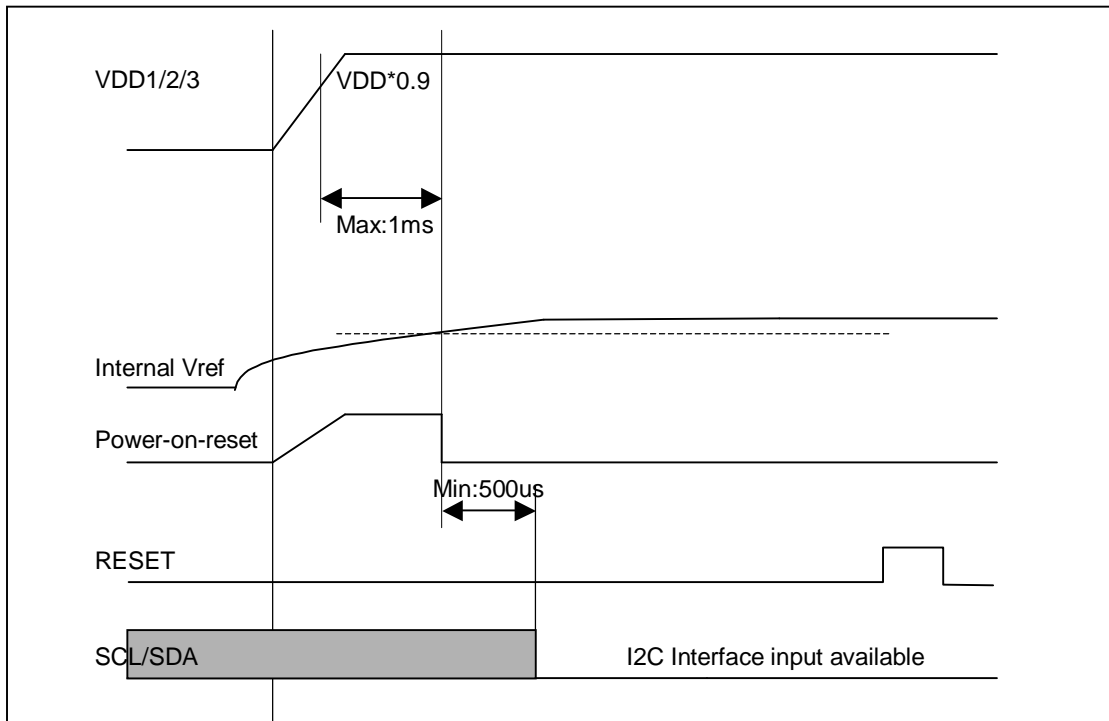 VDD1/2/3
VDD*0.9
Max:1ms
Internal Vref
Power-on-reset
Min:500us
RESET
SCL/SDA
I2C Interface input available